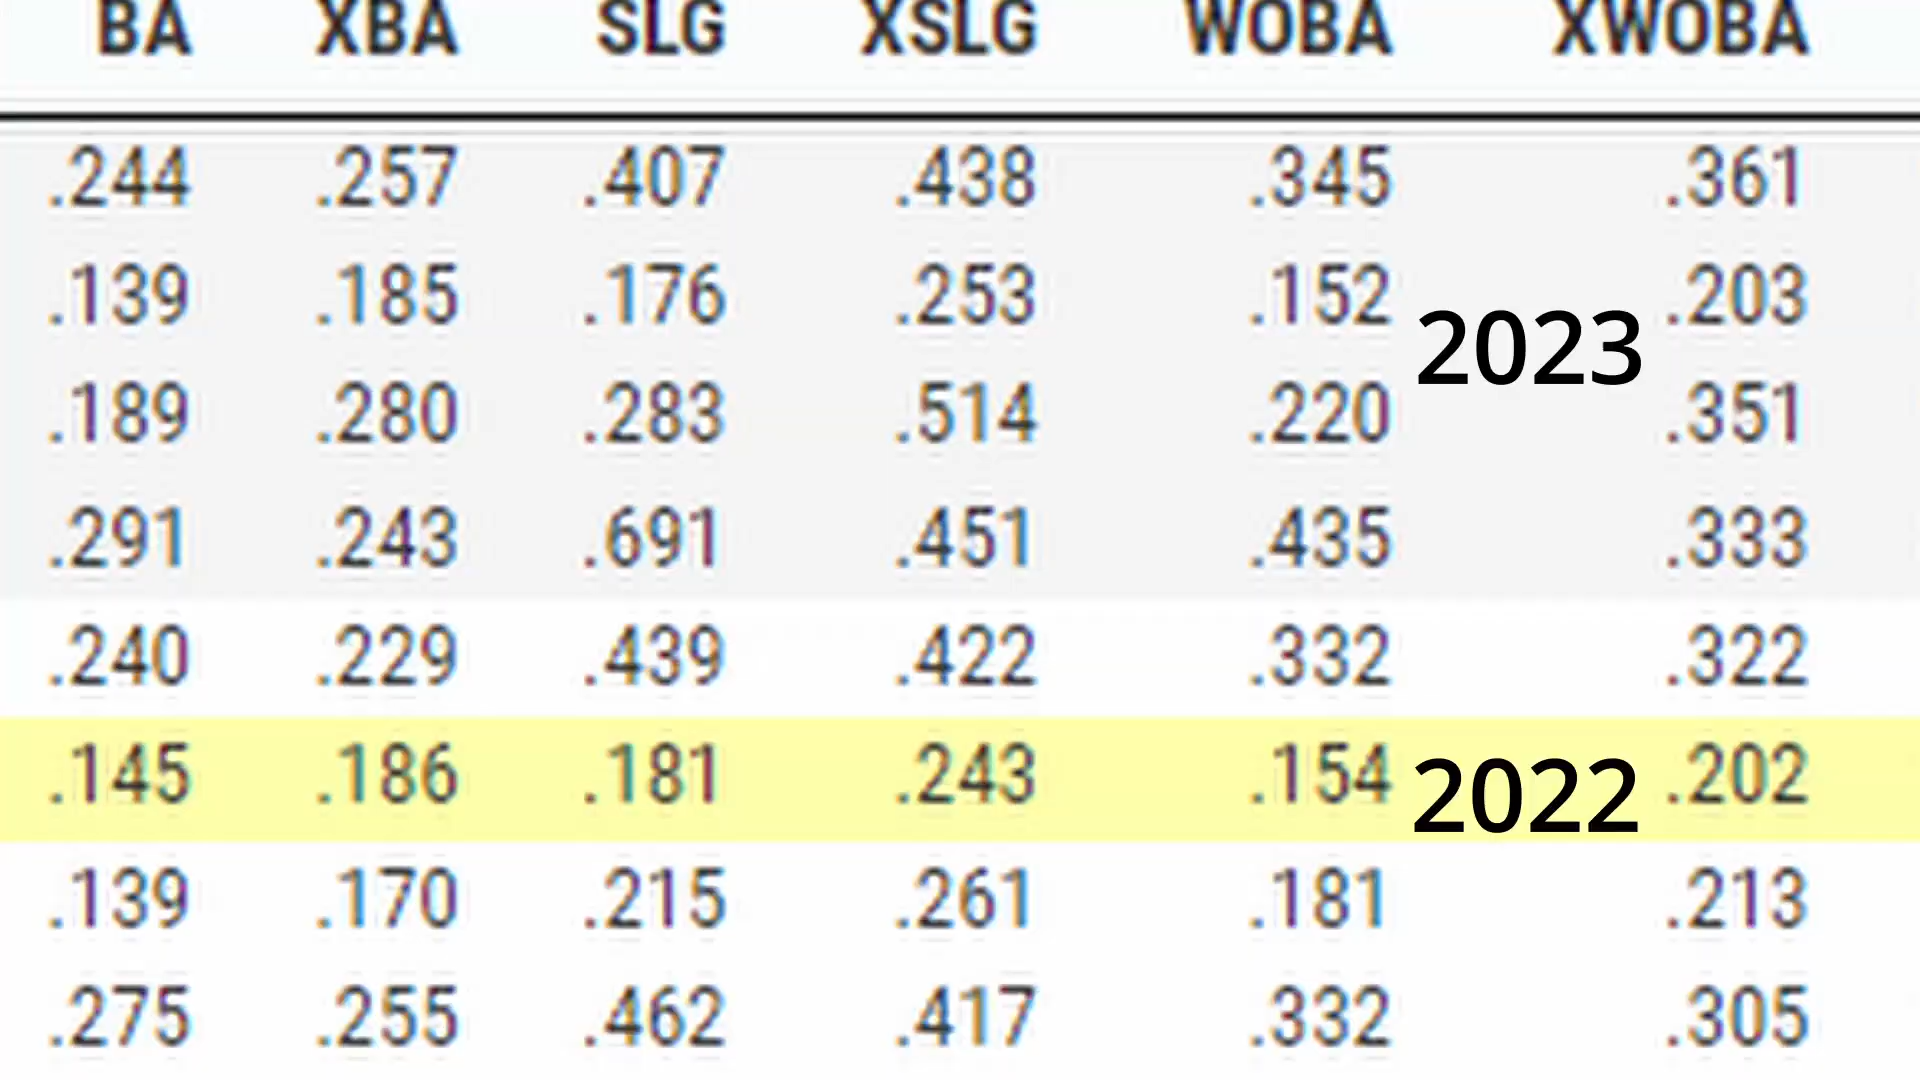 BA XBA SLG XSLG WOBA XWOBA
.244 .257 .407 .438 .345 .361
.139 .185 .176 .253 .152 .203
2023
.189 .280 .283 .514 .220 .351
.291 .243 .691 .451 .435 .333
.240 .229 .439 .422 .332 .322
.145 .186 .181 .243 .154 2022 .202
.139 .170 .215 .261 .181 .213
.275 .255 .462 .417 .332 .305